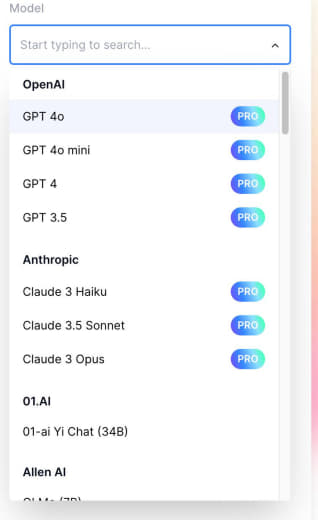 Model
Start typing to search...
OpenAI
GPT 4o PRO
GPT 4o mini PRO
GPT 4 PRO
GPT 3.5 PRO
Anthropic
Claude 3 Haiku PRO
Claude 3.5 Sonnet PRO
Claude 3 Opus PRO
01.AI
01-ai Yi Chat (34B)
Allen AI